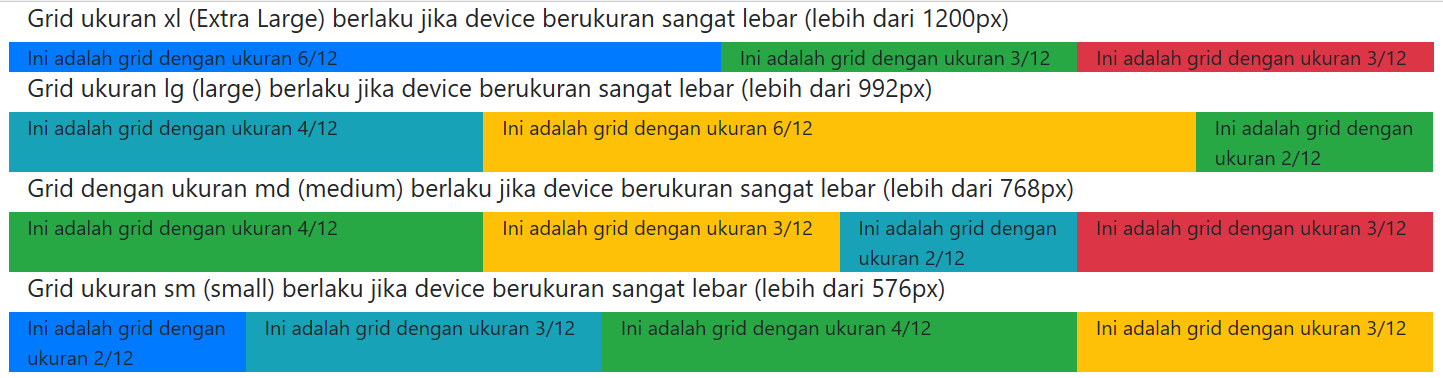 Grid ukuran xl (Extra Large) berlaku jika device berukuran sangat lebar (lebih dari 1200px)
Ini adalah grid dengan ukuran 6/12
Ini adalah grid dengan ukuran 3/12
Ini adalah grid dengan ukuran 3/12
Grid ukuran lg (large) berlaku jika device berukuran sangat lebar (lebih dari 992px)
Ini adalah grid dengan ukuran 4/12
Ini adalah grid dengan ukuran 6/12
Ini adalah grid dengan
ukuran 2/12
Grid dengan ukuran md (medium) berlaku jika device berukuran sangat lebar (lebih dari 768px)
Ini adalah grid dengan ukuran 4/12
Ini adalah grid dengan ukuran 3/12
Ini adalah grid dengan
ukuran 2/12
Ini adalah grid dengan ukuran 3/12
Grid ukuran sm (small) berlaku jika device berukuran sangat lebar (lebih dari 576px)
Ini adalah grid dengan
ukuran 2/12
Ini adalah grid dengan ukuran 3/12
Ini adalah grid dengan ukuran 4/12
Ini adalah grid dengan ukuran 3/12